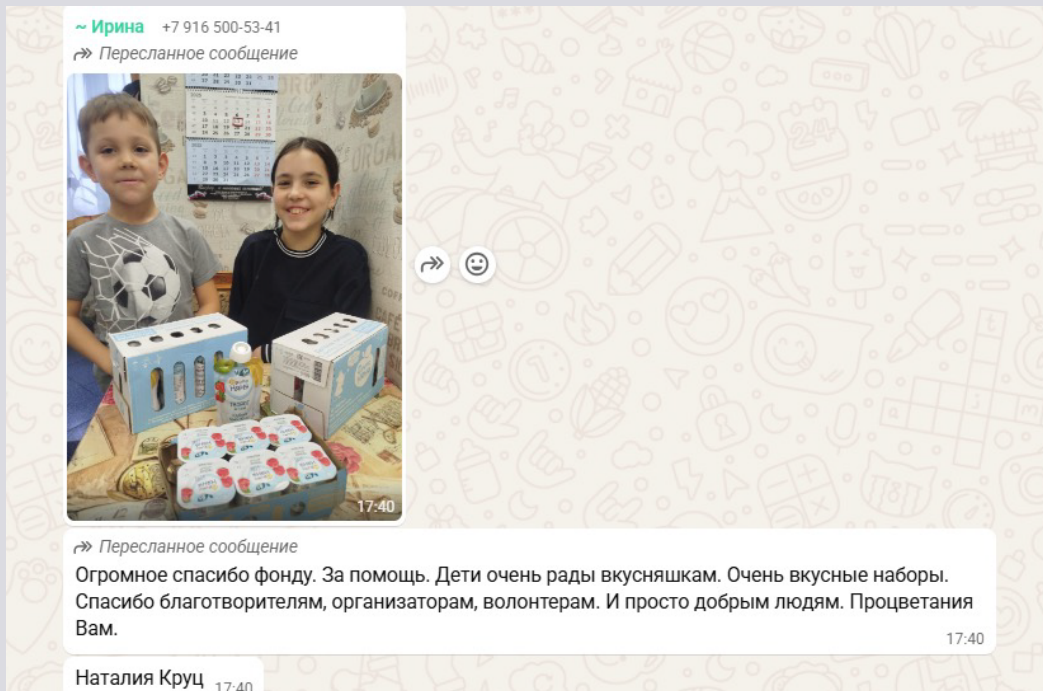 ~ Ирина +7 916 500-53-41
Пересланное сообщение
17:40
Пересланное сообщение
Огромное спасибо фонду. За помощь. Дети очень рады вкусняшкам. Очень вкусные наборы.
Спасибо благотворителям, организаторам, волонтерам. И просто добрым людям. Процветания
Вам.
17:40
Наталия Круц 17:40